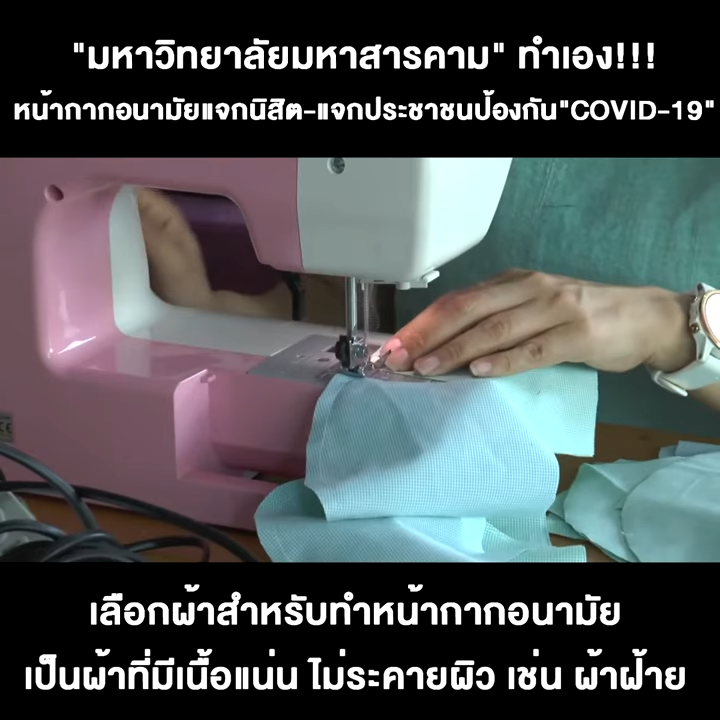 "มหาวิทยาลัยมหาสารคาม" ทำเอง!!!
หน้ากากอนามัยแจกนิสิต-แจกประชาชนป้องกัน"COVID-19"
เลือกผ้าสำหรับทำหน้ากากอนามัย
เป็นผ้าที่มีเนื้อแน่น ไม่ระคายผิว เช่น ผ้าฝ้าย